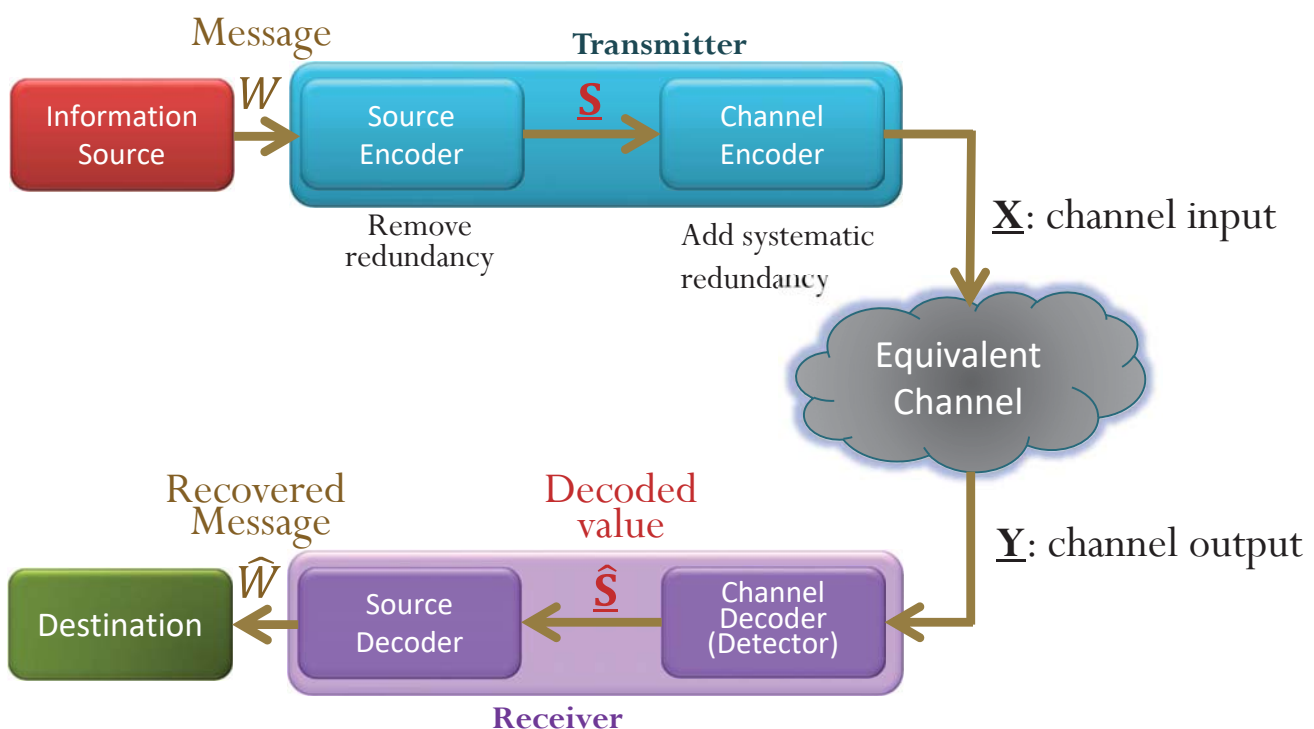 Message
Transmitter
W
Information
Source
Source
Encoder
S
Channel
Encoder
Remove
redundancy
Add systematic
redundancy
X: channel input
Equivalent
Channel
Y: channel output
Recovered
Message
Decoded
value
Ŵ
Destination
Source
Decoder
Ŝ
Channel
Decoder
(Detector)
Receiver